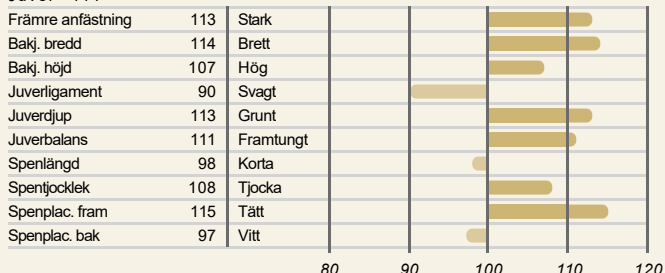 Främre anfästning 113 Stark
Bakj. bredd 114 Brett
Bakj. höjd 107 Hög
Juverligament 90 Svagt
Juverdjup 113 Grunt
Juverbalans 111 Framtungt
Spenlängd 98 Korta
Spentjocklek 108 Tjocka
Spenplac. fram 115 Tätt
Spenplac. bak 97 Vitt
80 90 100 110 120